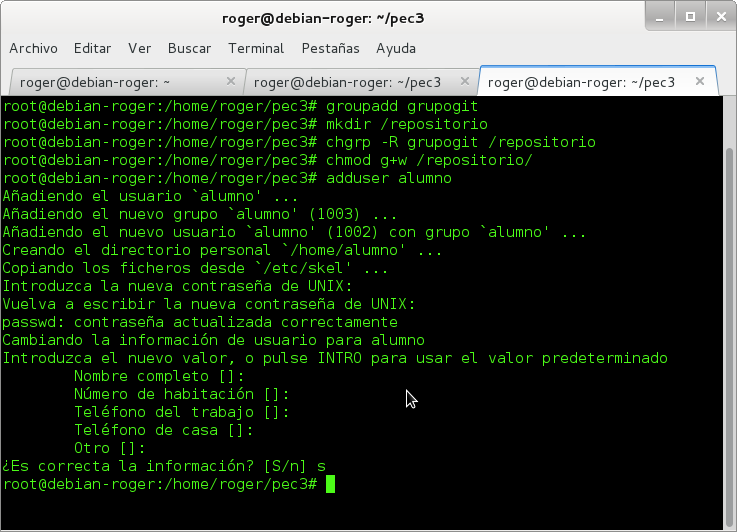 roger@debian-roger: ~/pec3
Archivo Editar Ver Buscar Terminal Pestañas Ayuda
roger@debian-roger: ~ roger@debian-roger: ~/pec3 roger@debian-roger: ~/pec3
root@debian-roger:/home/roger/pec3# groupadd grupogit
root@debian-roger:/home/roger/pec3# mkdir /repositorio
root@debian-roger:/home/roger/pec3# chgrp -R grupogit /repositorio
root@debian-roger:/home/roger/pec3# chmod g+w /repositorio/
root@debian-roger:/home/roger/pec3# adduser alumno
Añadiendo el usuario `alumno' ...
Añadiendo el nuevo grupo `alumno' (1003) ...
Añadiendo el nuevo usuario `alumno' (1002) con grupo `alumno' ...
Creando el directorio personal `/home/alumno' ...
Copiando los ficheros desde `/etc/skel' ...
Introduzca la nueva contraseña de UNIX:
Vuelva a escribir la nueva contraseña de UNIX:
passwd: contraseña actualizada correctamente
Cambiando la información de usuario para alumno
Introduzca el nuevo valor, o pulse INTRO para usar el valor predeterminado
Nombre completo []:
Número de habitación []:
Teléfono del trabajo []:
Teléfono de casa []:
Otro []:
¿Es correcta la información? [S/n] s
root@debian-roger:/home/roger/pec3#